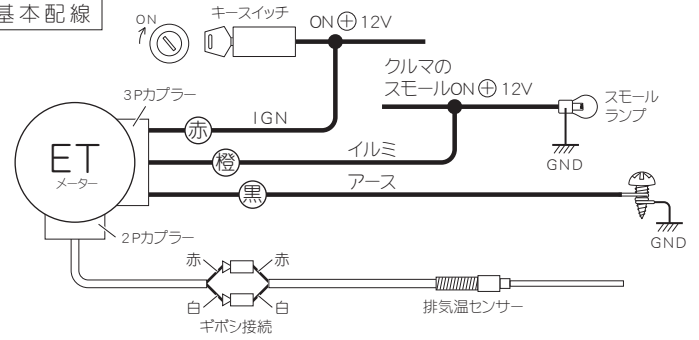 基本配線
ON
キースイッチ
ON⊕12V
クルマの
スモールON⊕12V
スモール
ランプ
GND
3Pカプラー
赤
IGN
橙
イルミ
黒
アース
GND
ET
メーター
2Pカプラー
赤
赤
白
白
ギボシ接続
排気温センサー